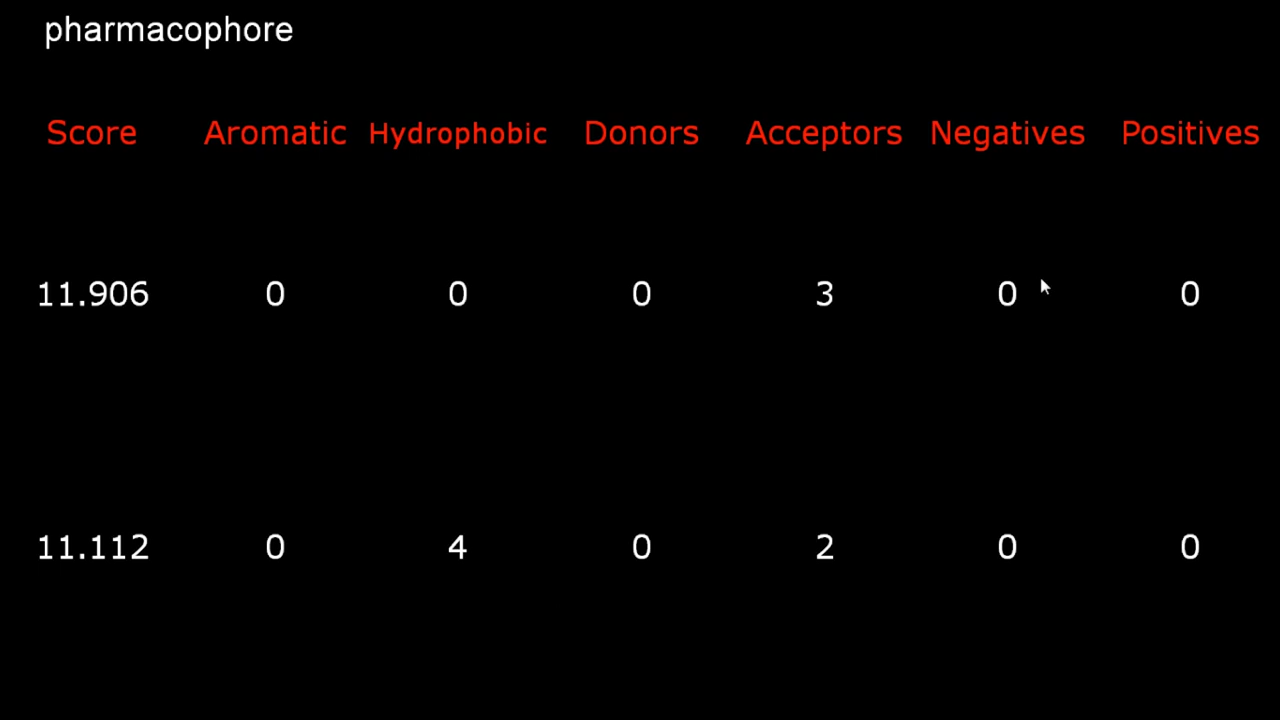 pharmacophore
Score Aromatic Hydrophobic Donors Acceptors Negatives Positives
11.906 0 0 0 3 0 0
11.112 0 4 0 2 0 0